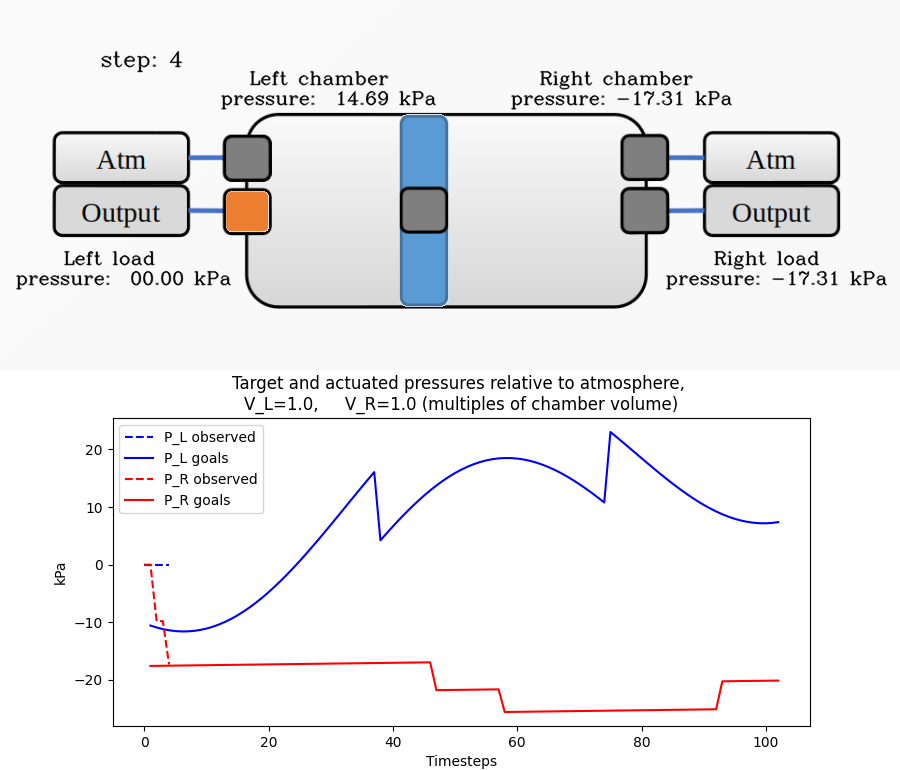 step: 4
Left chamber
pressure:  14.69 kPa
Right chamber
pressure: −17.31 kPa
Atm
Output
Atm
Output
Left load
pressure:  00.00 kPa
Right load
pressure: −17.31 kPa
Target and actuated pressures relative to atmosphere,
V_L=1.0,     V_R=1.0 (multiples of chamber volume)
P_L observed
P_L goals
P_R observed
P_R goals
kPa
20
10
0
−10
−20
0 20 40 60 80 100
Timesteps